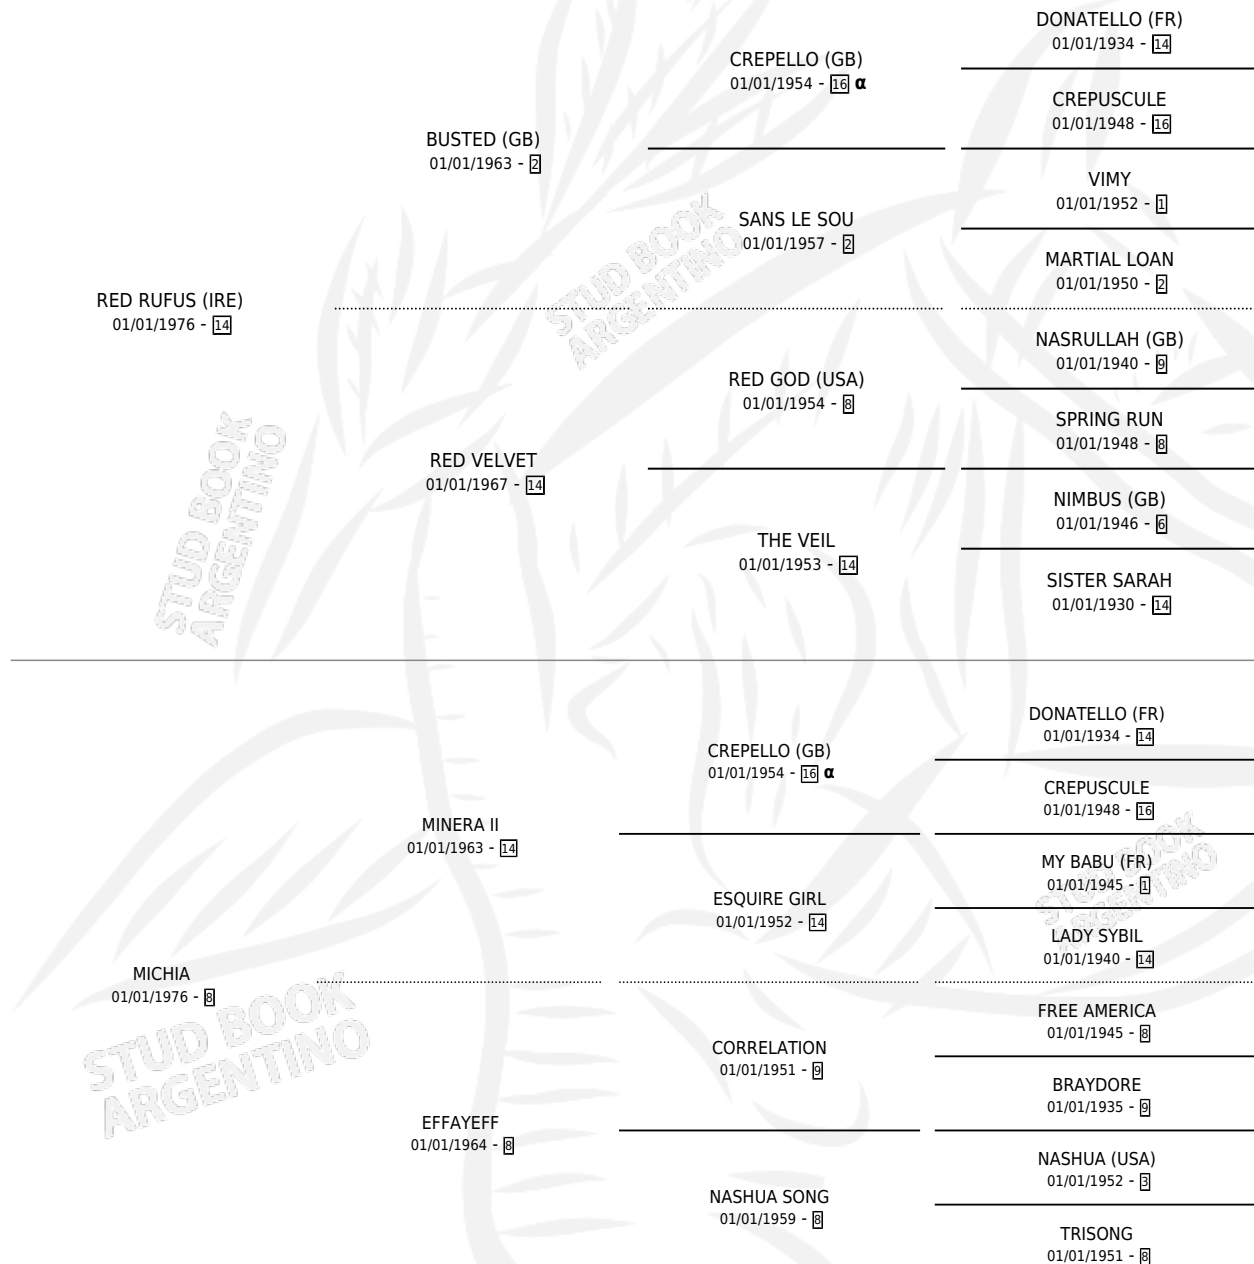 DONATELLO (FR)
01/01/1934 - 14
CREPELLO (GB)
01/01/1954 - 16 α
CREPUSCULE
01/01/1948 - 16
BUSTED (GB)
01/01/1963 - 2
VIMY
01/01/1952 - 1
SANS LE SOU
01/01/1957 - 2
MARTIAL LOAN
01/01/1950 - 2
RED RUFUS (IRE)
01/01/1976 - 14
NASRULLAH (GB)
01/01/1940 - 9
RED GOD (USA)
01/01/1954 - 8
SPRING RUN
01/01/1948 - 8
RED VELVET
01/01/1967 - 14
NIMBUS (GB)
01/01/1946 - 6
THE VEIL
01/01/1953 - 14
SISTER SARAH
01/01/1930 - 14
STUD BOOK
ARGENTINO
STUD BOOK
ARGENTINO
DONATELLO (FR)
01/01/1934 - 14
CREPELLO (GB)
01/01/1954 - 16 α
CREPUSCULE
01/01/1948 - 16
MINERA II
01/01/1963 - 14
MY BABU (FR)
01/01/1945 - 1
ESQUIRE GIRL
01/01/1952 - 14
LADY SYBIL
01/01/1940 - 14
MICHIA
01/01/1976 - 8
FREE AMERICA
01/01/1945 - 8
CORRELATION
01/01/1951 - 9
BRAYDORE
01/01/1935 - 9
EFFAYEFF
01/01/1964 - 8
NASHUA (USA)
01/01/1952 - 3
NASHUA SONG
01/01/1959 - 8
TRISONG
01/01/1951 - 8
STUD BOOK
ARGENTINO
STUD BOOK
ARGENTINO